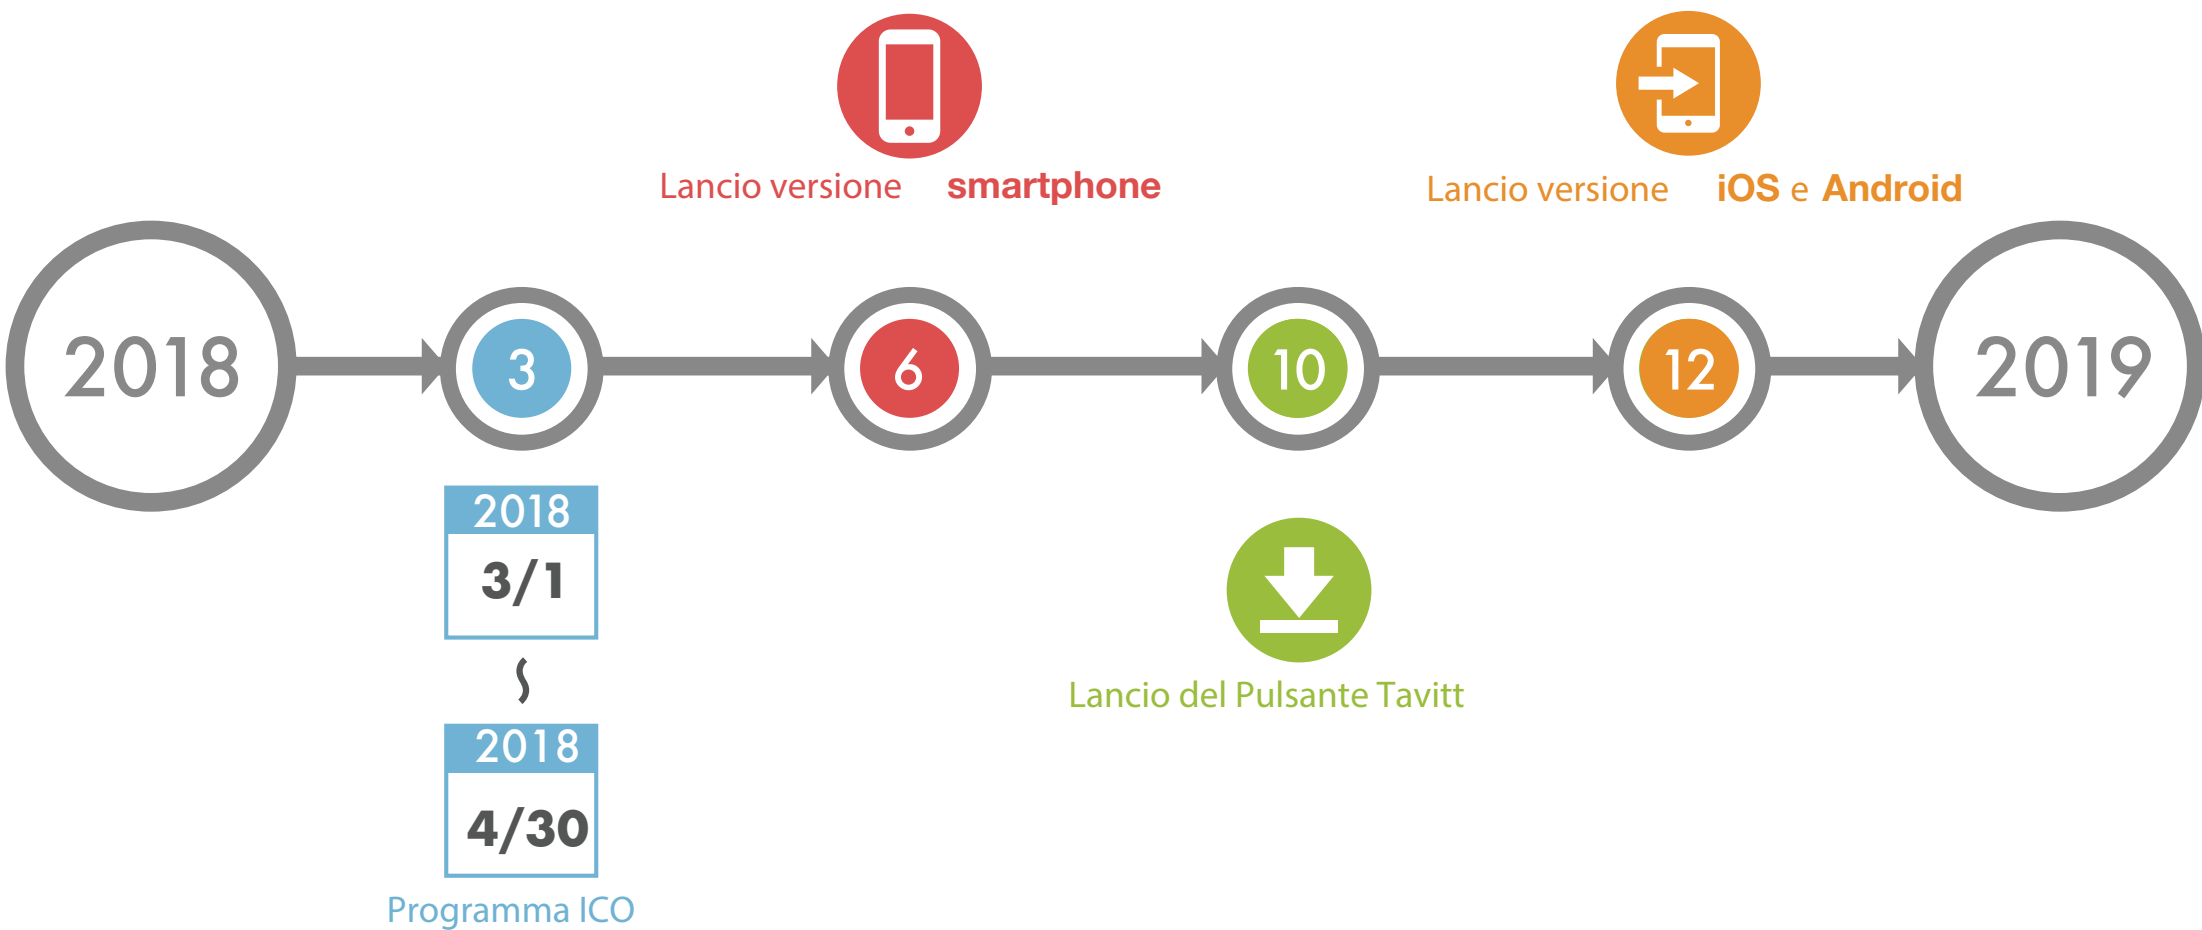 Lancio versione smartphone
Lancio versione iOS e Android
2018
3
6
10
12
2019
2018
3/1
~
2018
4/30
Programma ICO
Lancio del Pulsante Tavitt